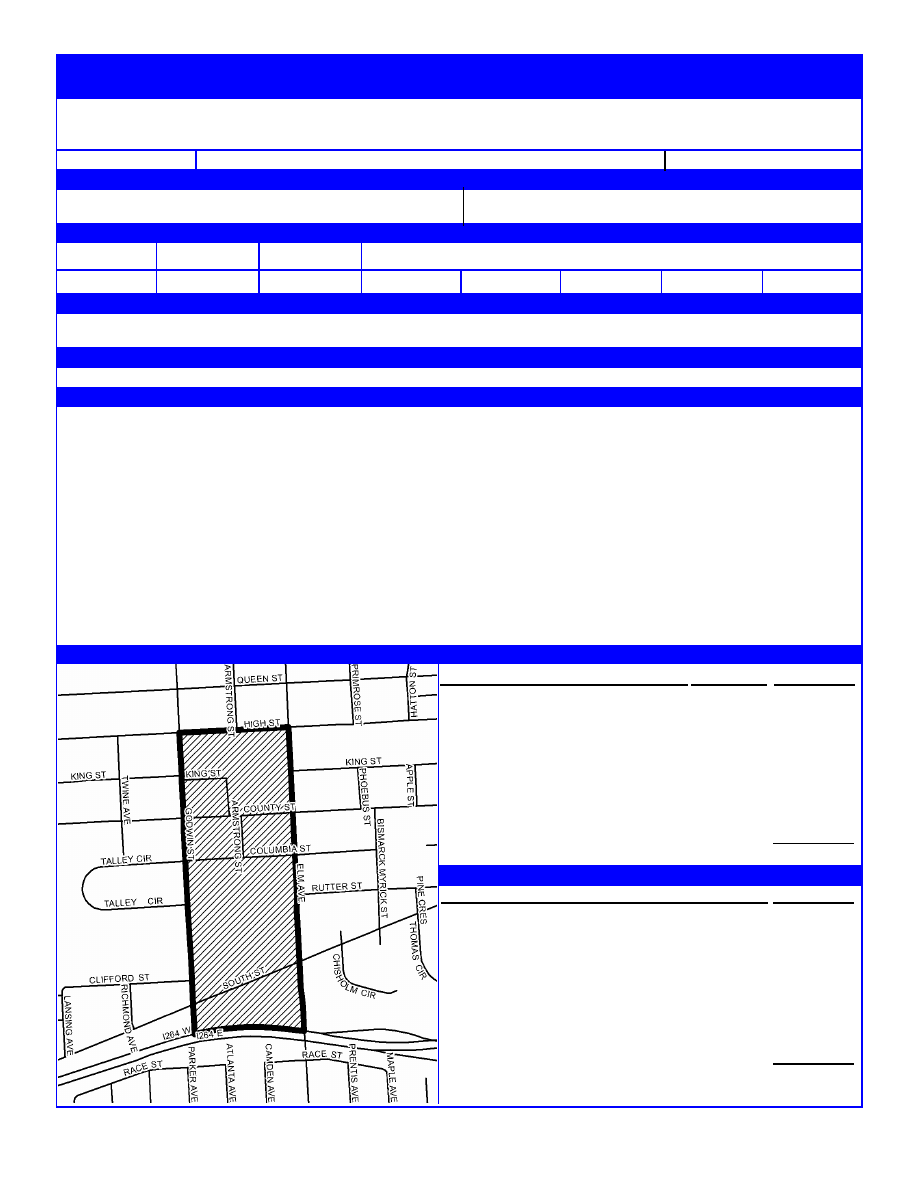 QUEEN ST
ARMSTRONG ST
PRIMROSE ST
HATTON ST
HIGH ST
KING ST
KING ST
KING ST
TWINE AVE
GODWIN ST
ARMSTRONG ST
COUNTY ST
PHOEBUS ST
APPLE ST
BISMARCK MYRICK ST
COLUMBIA ST
TALLEY CIR
ELM AVE
RUTTER ST
PINE CRES
TALLEY CIR
THOMAS CIR
SOUTH ST
CHISHOLM CIR
CLIFFORD ST
LANSING AVE
RICHMOND AVE
I264 W
I264 E
RACE ST
PARKER AVE
ATLANTA AVE
CAMDEN AVE
RACE ST
PRENTIS AVE
MAPLE AVE